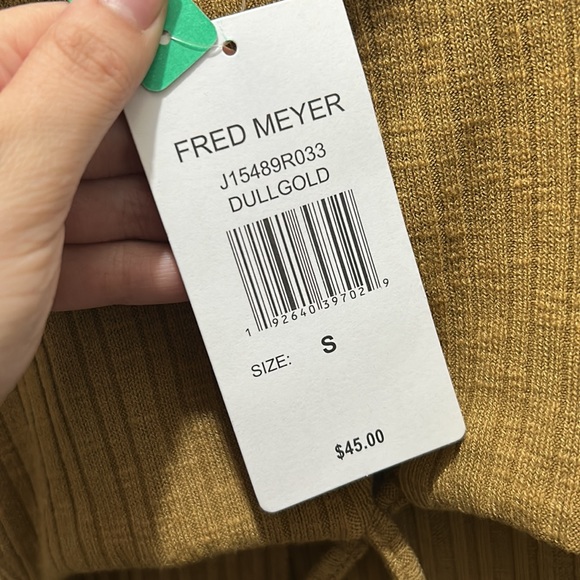 FRED MEYER
J15489R033
DULLGOLD
1 92640 39702 9
SIZE: S
$45.00